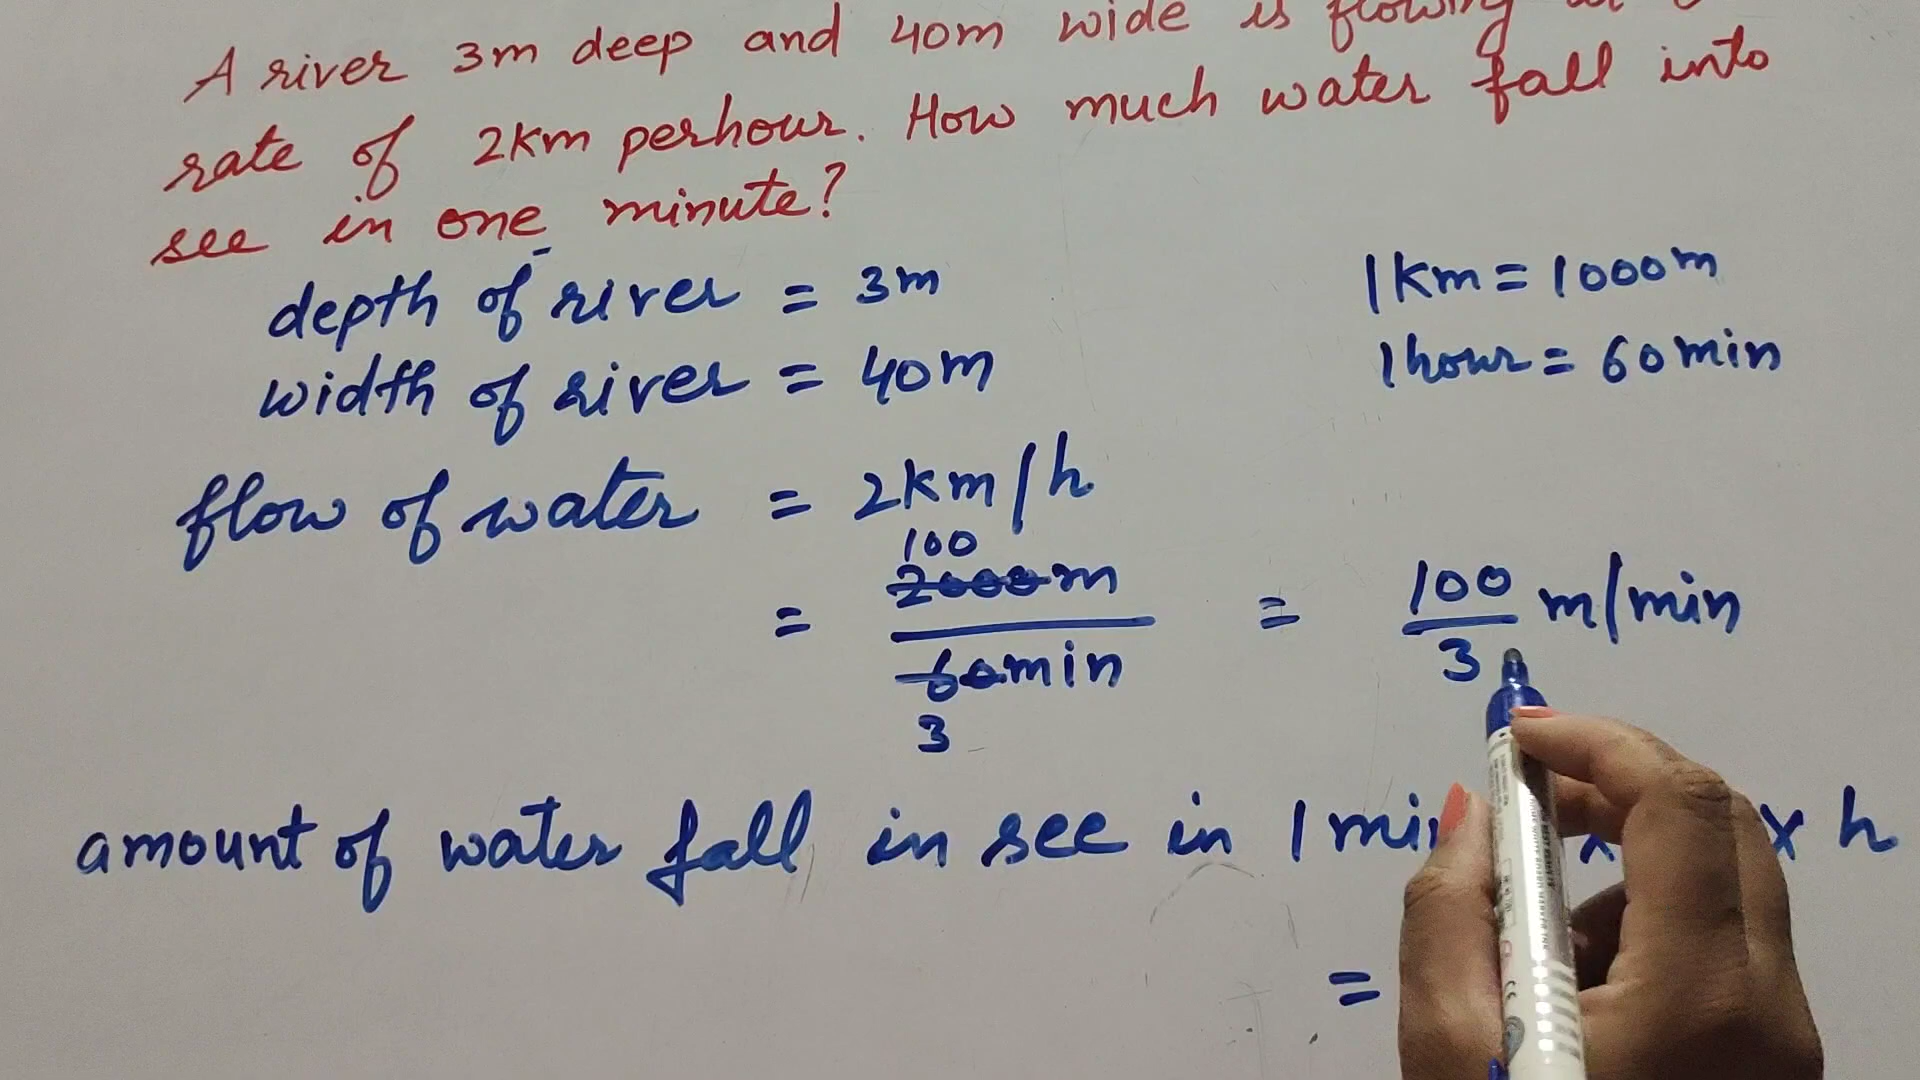 A river 3m deep and 40m wide is flowing
rate of 2km perhour. How much water fall into
see in one minute?
depth of river = 3m
1km = 1000m
width of river = 40m
1hour = 60min
flow of water = 2km/h
100
= 2000m / 60min = 100/3 m/min
3
amount of water fall in see in 1 min x x h
=